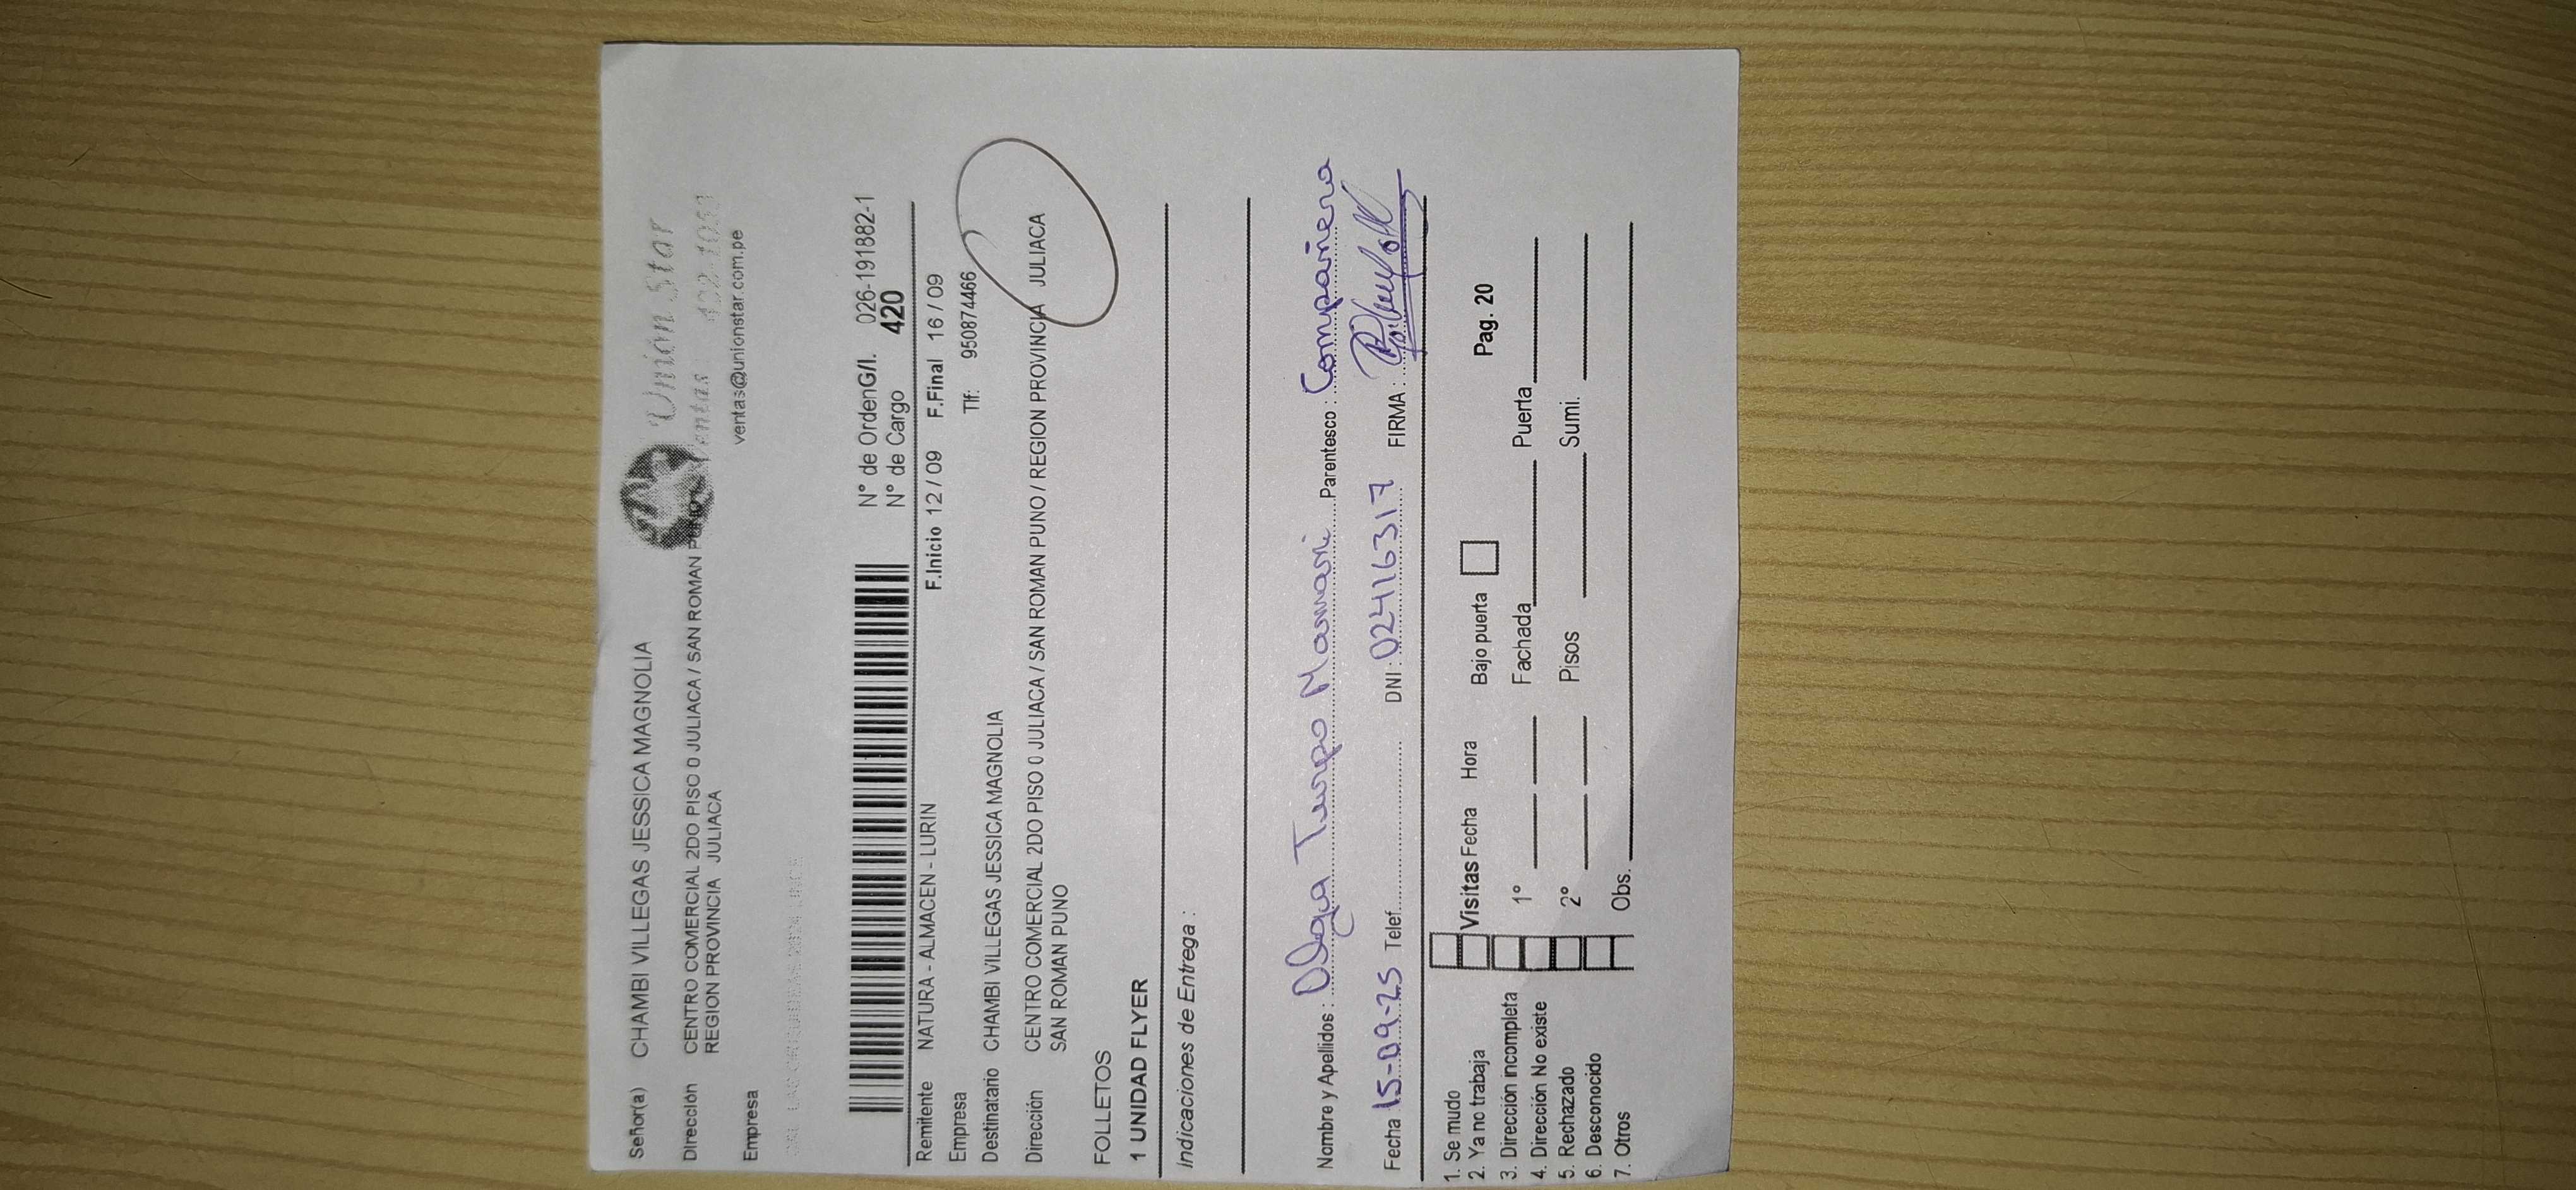 Señor(a) CHAMBI VILLEGAS JESSICA MAGNOLIA
Unión Star
Dirección CENTRO COMERCIAL 2DO PISO 0 JULIACA / SAN ROMAN PUNO /
REGION PROVINCIA JULIACA
ventas@unionstar.com.pe
Empresa
N° de OrdenG/I. 026-191882-1
N° de Cargo 420
Remitente NATURA - ALMACEN - LURIN F.Inicio 12 / 09 F.Final 16 / 09
Empresa Tlf: 950874466
Destinatario CHAMBI VILLEGAS JESSICA MAGNOLIA
Dirección CENTRO COMERCIAL 2DO PISO 0 JULIACA / SAN ROMAN PUNO / REGION PROVINCIA JULIACA
SAN ROMAN PUNO
FOLLETOS
1 UNIDAD FLYER
Indicaciones de Entrega :
Nombre y Apellidos : Olga Turpo Mamani Parentesco : Compañera
Fecha 15-09-25 Telef. DNI : 02416317 FIRMA :
1. Se mudo
2. Ya no trabaja Visitas Fecha Hora Bajo puerta Pag. 20
3. Dirección incompleta 1° Fachada Puerta
4. Dirección No existe
5. Rechazado 2° Pisos Sumi.
6. Desconocido
7. Otros Obs.